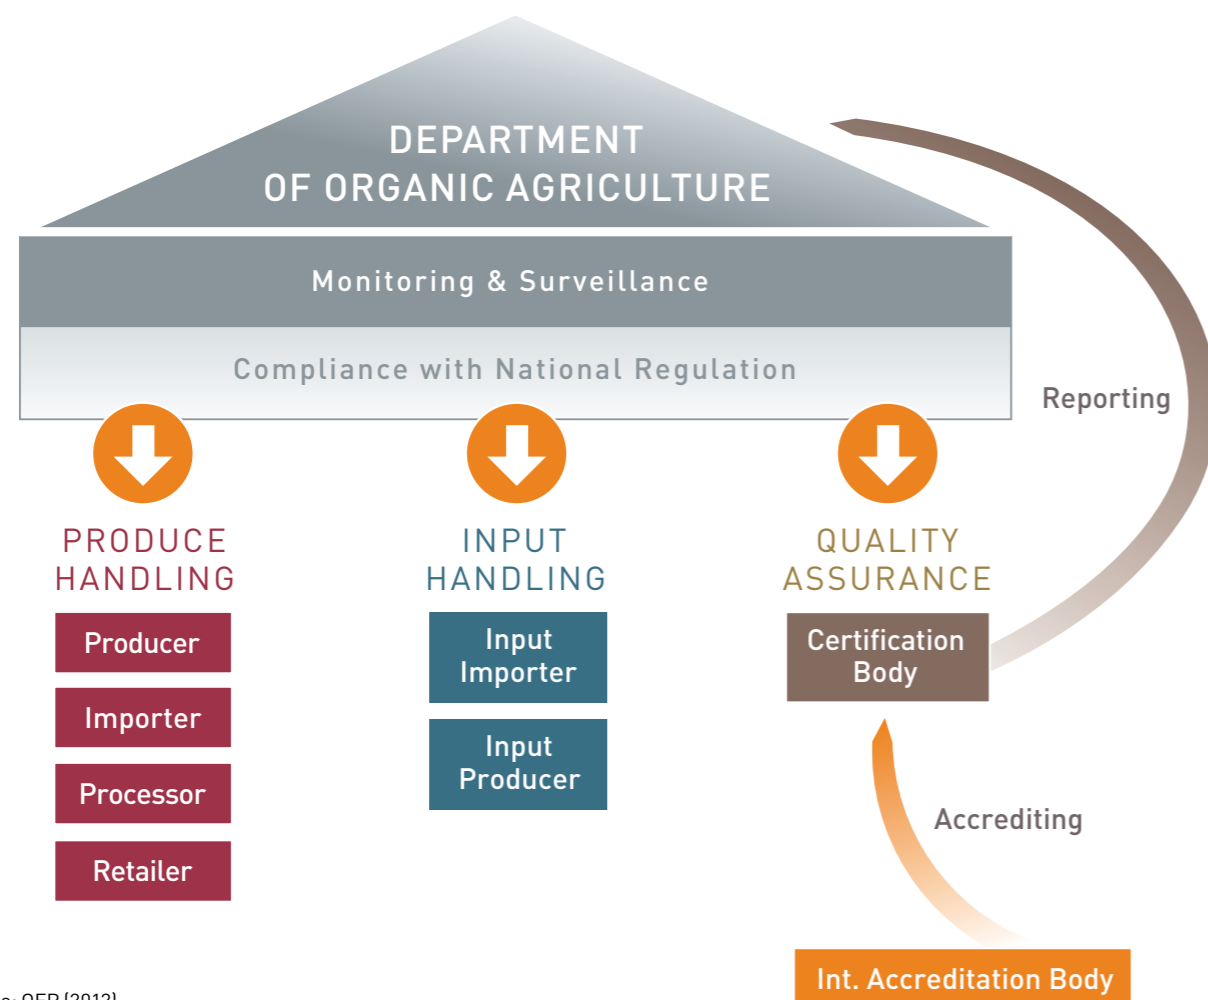 DEPARTMENT
OF ORGANIC AGRICULTURE
Monitoring & Surveillance
Compliance with National Regulation
Reporting
PRODUCE
HANDLING
Producer
Importer
Processor
Retailer
INPUT
HANDLING
Input
Importer
Input
Producer
QUALITY
ASSURANCE
Certification
Body
Accrediting
Int. Accreditation Body
(2012)